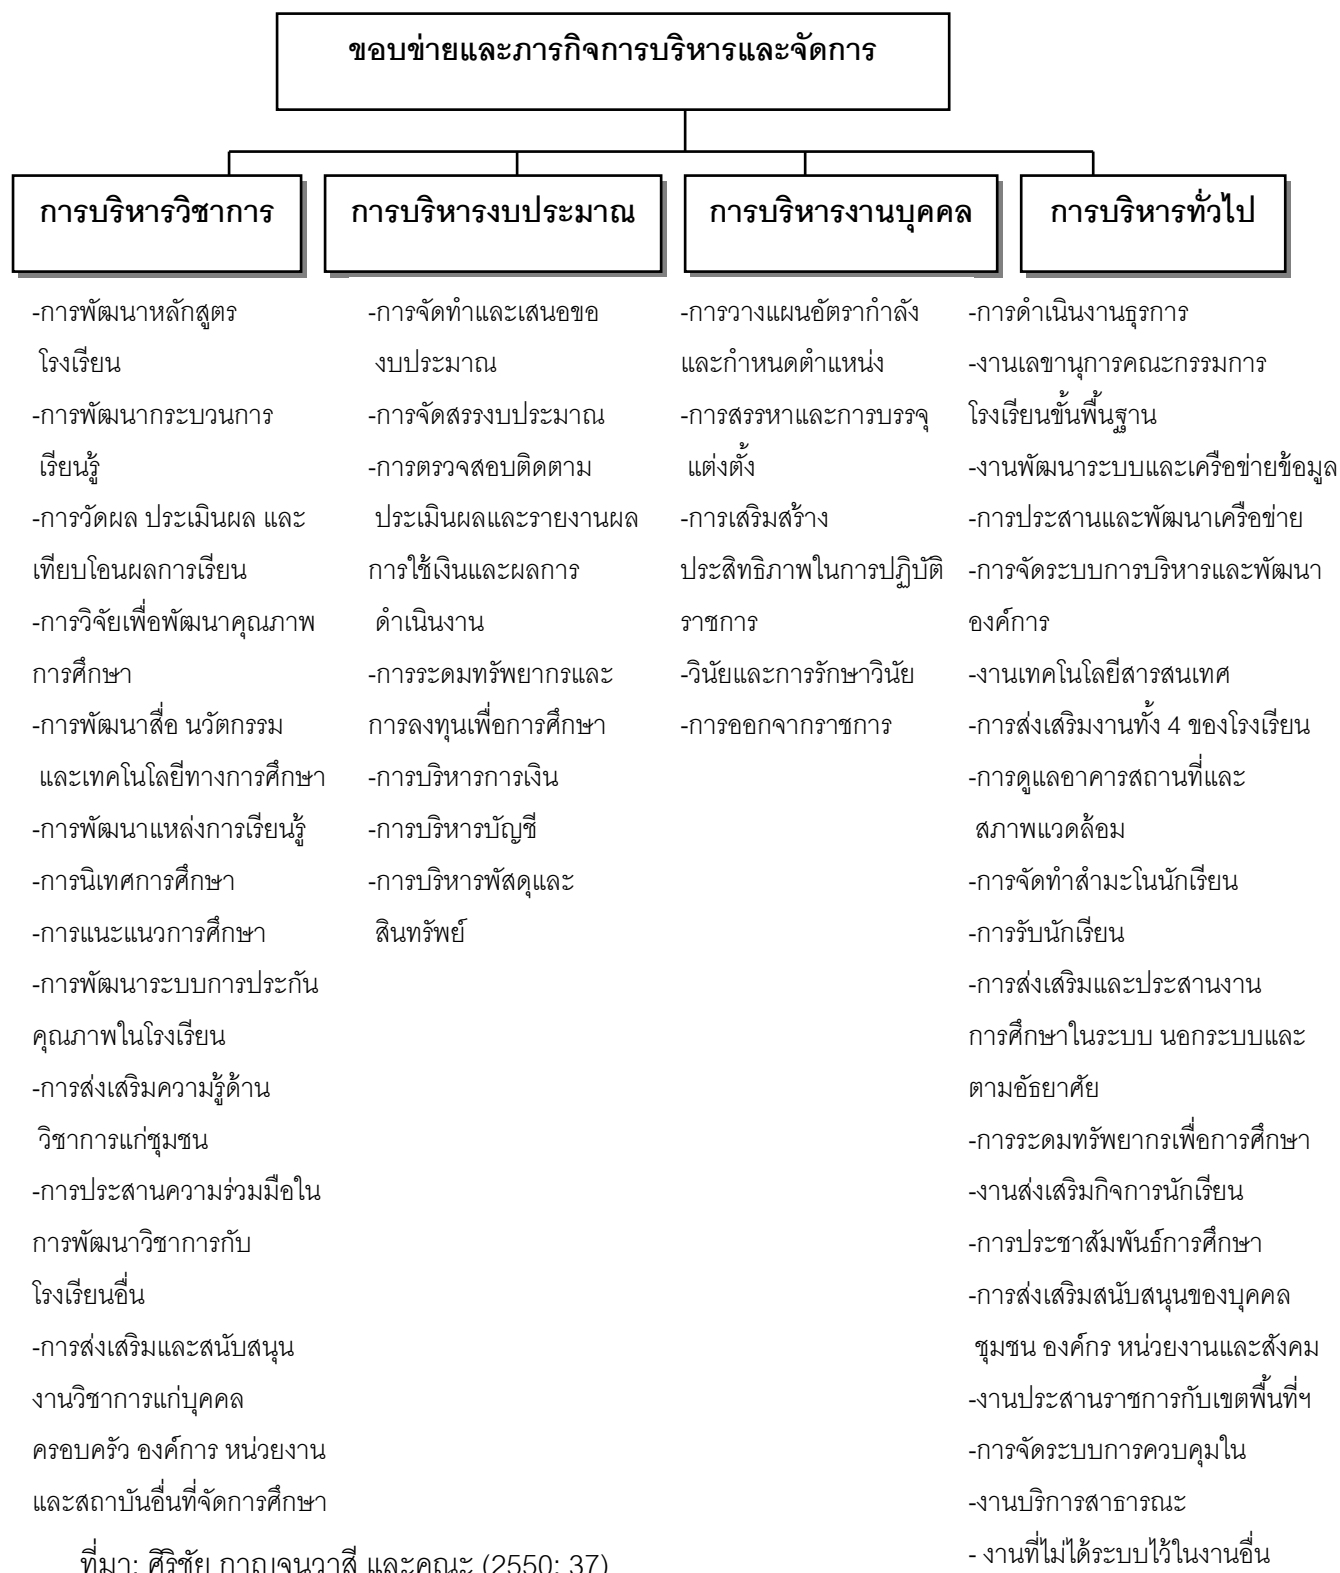 ขอบข่ายและภารกิจการบริหารและจัดการ
การบริหารวิชาการ
-การพัฒนาหลักสูตร
โรงเรียน
-การพัฒนากระบวนการ
เรียนรู้
-การวัดผล ประเมินผล และ
เทียบโอนผลการเรียน
-การวิจัยเพื่อพัฒนาคุณภาพ
การศึกษา
-การพัฒนาสื่อ นวัตกรรม
และเทคโนโลยีทางการศึกษา
-การพัฒนาแหล่งการเรียนรู้
-การนิเทศการศึกษา
-การแนะแนวการศึกษา
-การพัฒนาระบบการประกัน
คุณภาพในโรงเรียน
-การส่งเสริมความรู้ด้าน
วิชาการแก่ชุมชน
-การประสานความร่วมมือใน
การพัฒนาวิชาการกับ
โรงเรียนอื่น
-การส่งเสริมและสนับสนุน
งานวิชาการแก่บุคคล
ครอบครัว องค์การ หน่วยงาน
และสถาบันอื่นที่จัดการศึกษา
การบริหารงบประมาณ
-การจัดทำและเสนอขอ
งบประมาณ
-การจัดสรรงบประมาณ
-การตรวจสอบติดตาม
ประเมินผลและรายงานผล
การใช้เงินและผลการ
ดำเนินงาน
-การระดมทรัพยากรและ
การลงทุนเพื่อการศึกษา
-การบริหารการเงิน
-การบริหารบัญชี
-การบริหารพัสดุและ
สินทรัพย์
การบริหารงานบุคคล
-การวางแผนอัตรากำลัง
และกำหนดตำแหน่ง
-การสรรหาและการบรรจุ
แต่งตั้ง
-การเสริมสร้าง
ประสิทธิภาพในการปฏิบัติ
ราชการ
-วินัยและการรักษาวินัย
-การออกจากราชการ
การบริหารทั่วไป
-การดำเนินงานธุรการ
-งานเลขานุการคณะกรรมการ
โรงเรียนขั้นพื้นฐาน
-งานพัฒนาระบบและเครือข่ายข้อมูล
-การประสานและพัฒนาเครือข่าย
-การจัดระบบการบริหารและพัฒนา
องค์การ
-งานเทคโนโลยีสารสนเทศ
-การส่งเสริมงานทั้ง 4 ของโรงเรียน
-การดูแลอาคารสถานที่และ
สภาพแวดล้อม
-การจัดทำสำมะโนนักเรียน
-การรับนักเรียน
-การส่งเสริมและประสานงาน
การศึกษาในระบบ นอกระบบและ
ตามอัธยาศัย
-การระดมทรัพยากรเพื่อการศึกษา
-งานส่งเสริมกิจการนักเรียน
-การประชาสัมพันธ์การศึกษา
-การส่งเสริมสนับสนุนของบุคคล
ชุมชน องค์กร หน่วยงานและสังคม
-งานประสานราชการกับเขตพื้นที่ฯ
-การจัดระบบการควบคุมใน
-งานบริการสาธารณะ
- งานที่ไม่ได้ระบบไว้ในงานอื่น
ที่มา: ศิริชัย กาญจนวาสี และคณะ (2550: 37)